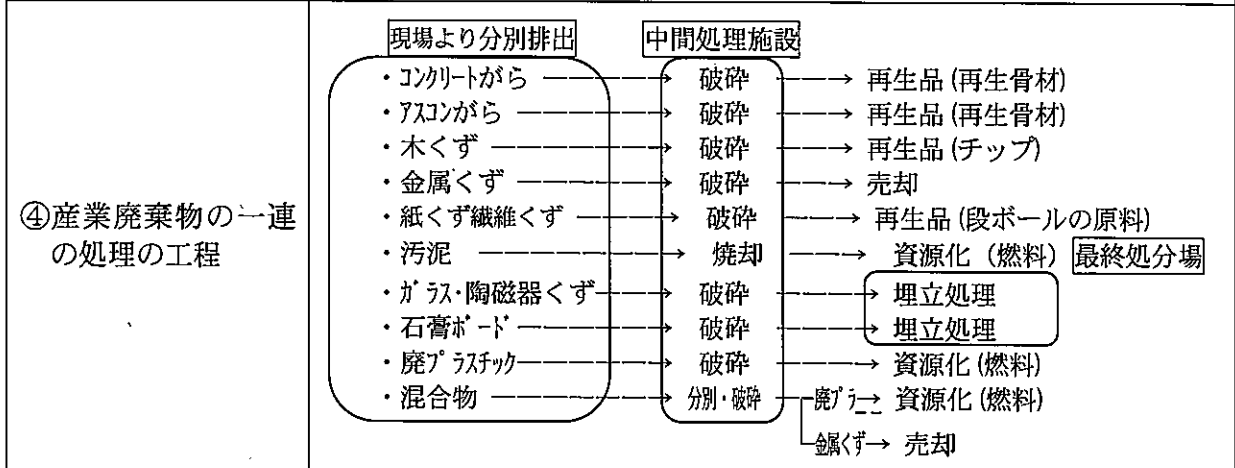 ④産業廃棄物の一連の処理の工程
現場より分別排出 中間処理施設
・コンクリートがら → 破砕 → 再生品(再生骨材)
・アスコンがら → 破砕 → 再生品(再生骨材)
・木くず → 破砕 → 再生品(チップ)
・金属くず → 破砕 → 売却
・紙くず繊維くず → 破砕 → 再生品(段ボールの原料)
・汚泥 → 焼却 → 資源化(燃料) 最終処分場
・ガラス・陶磁器くず → 破砕 → 埋立処理
・石膏ボード → 破砕 → 埋立処理
・廃プラスチック → 破砕 → 資源化(燃料)
・混合物 → 分別・破砕 廃プラ→ 資源化(燃料)
金属くず→ 売却